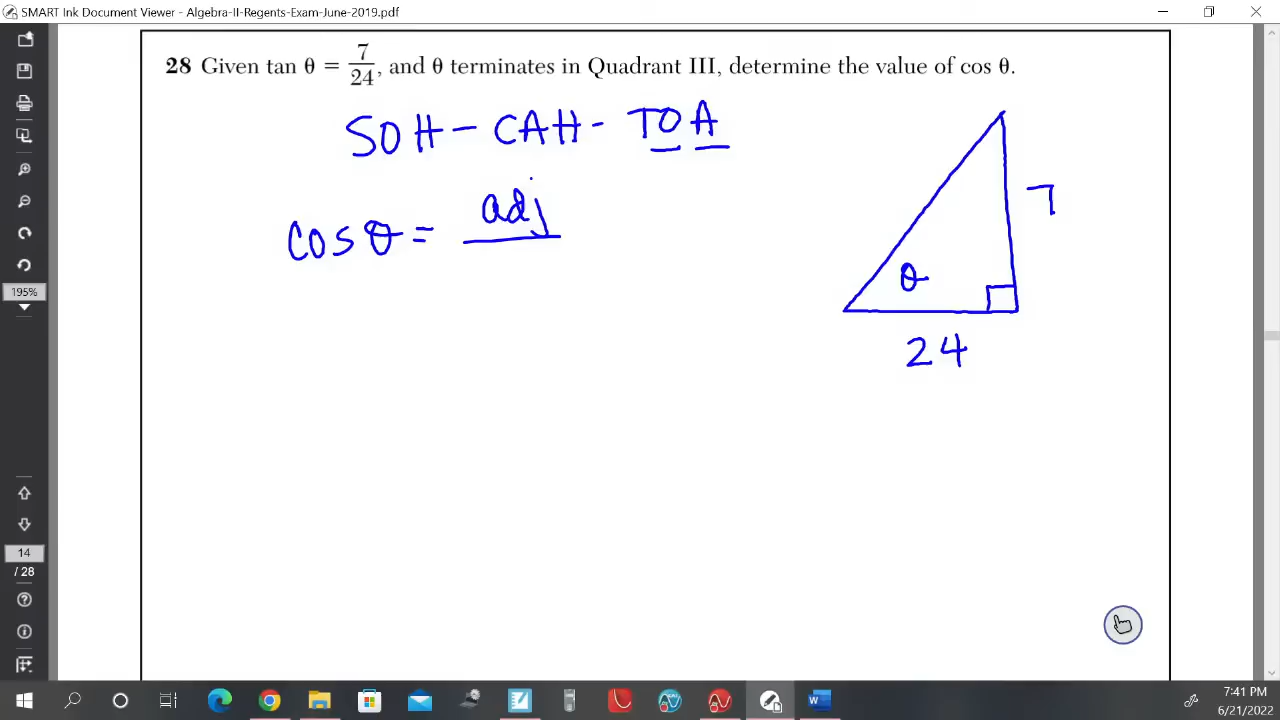 SMART Ink Document Viewer - Algebra-II-Regents-Exam-June-2019.pdf
28 Given tan θ = 7/24, and θ terminates in Quadrant III, determine the value of cos θ.
SOH - CAH - TOA
cos θ = adj
7
θ
24
195%
14
/ 28
7:41 PM
6/21/2022